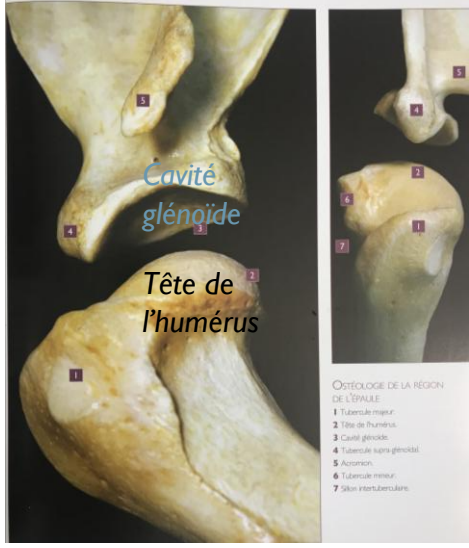 5
Cavité
glénoïde
4
3
Tête de
2
l'humérus
1
5
4
2
6
1
7
OSTÉOLOGIE DE LA RÉGION
DE L'ÉPAULE
1 Tubercule majeur.
2 Tête de l'humérus.
3 Cavité glénoïde.
4 Tubercule supra-glénoïdal.
5 Acromion.
6 Tubercule mineur.
7 Sillon intertuberculaire.